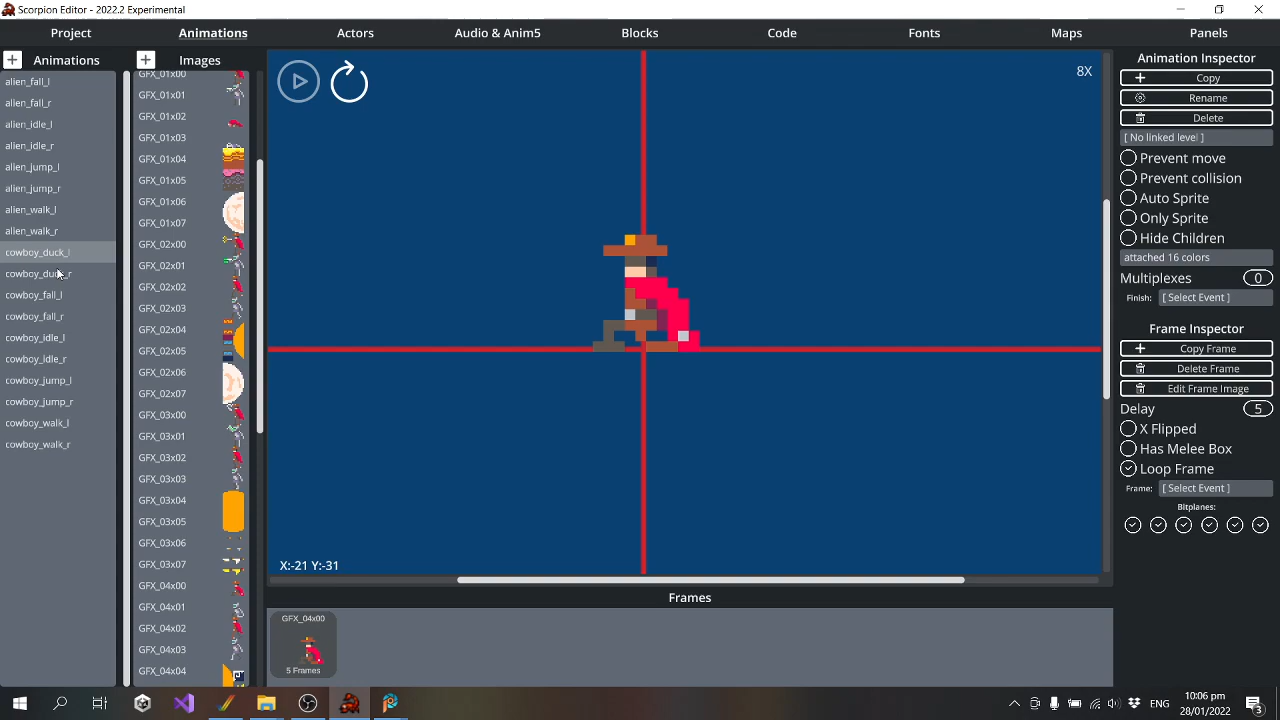 Scorpion Editor - 2022.2 Experimental
Project
Animations
Actors
Audio & Anim5
Blocks
Code
Fonts
Maps
Panels
Animations
alien_fall_l
alien_fall_r
alien_idle_l
alien_idle_r
alien_jump_l
alien_jump_r
alien_walk_l
alien_walk_r
cowboy_duck_l
cowboy_duck_r
cowboy_fall_l
cowboy_fall_r
cowboy_idle_l
cowboy_idle_r
cowboy_jump_l
cowboy_jump_r
cowboy_walk_l
cowboy_walk_r
Images
GFX_01x00
GFX_01x01
GFX_01x02
GFX_01x03
GFX_01x04
GFX_01x05
GFX_01x06
GFX_01x07
GFX_02x00
GFX_02x01
GFX_02x02
GFX_02x03
GFX_02x04
GFX_02x05
GFX_02x06
GFX_02x07
GFX_03x00
GFX_03x01
GFX_03x02
GFX_03x03
GFX_03x04
GFX_03x05
GFX_03x06
GFX_03x07
GFX_04x00
GFX_04x01
GFX_04x02
GFX_04x03
GFX_04x04
8X
X:-21 Y:-31
Frames
GFX_04x00
5 Frames
Animation Inspector
Copy
Rename
Delete
[ No linked level ]
Prevent move
Prevent collision
Auto Sprite
Only Sprite
Hide Children
attached 16 colors
Multiplexes 0
Finish: [ Select Event ]
Frame Inspector
Copy Frame
Delete Frame
Edit Frame Image
Delay 5
X Flipped
Has Melee Box
Loop Frame
Frame: [ Select Event ]
Bitplanes:
ENG
10:06 pm
28/01/2022
3